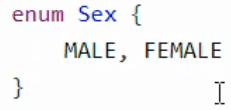 enum Sex {
    MALE, FEMALE
}